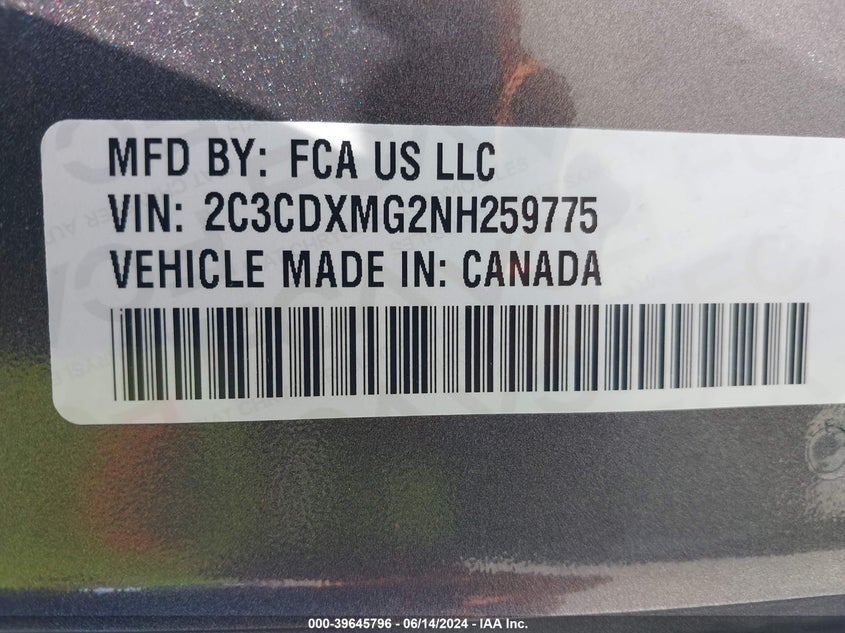 MFD BY: FCA US LLC
VIN: 2C3CDXMG2NH259775
VEHICLE MADE IN: CANADA
000-39645796 - 06/14/2024 - IAA Inc.